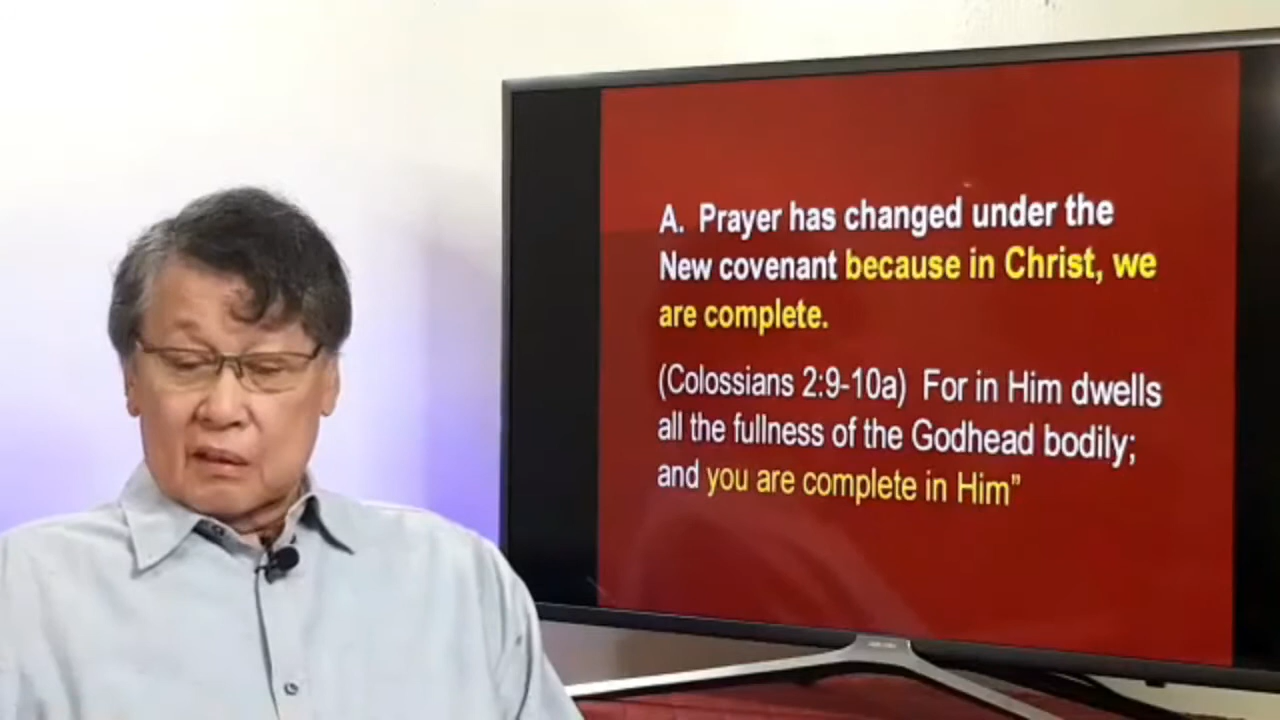 A. Prayer has changed under the
New covenant because in Christ, we
are complete.
(Colossians 2:9-10a) For in Him dwells
all the fullness of the Godhead bodily;
and you are complete in Him”